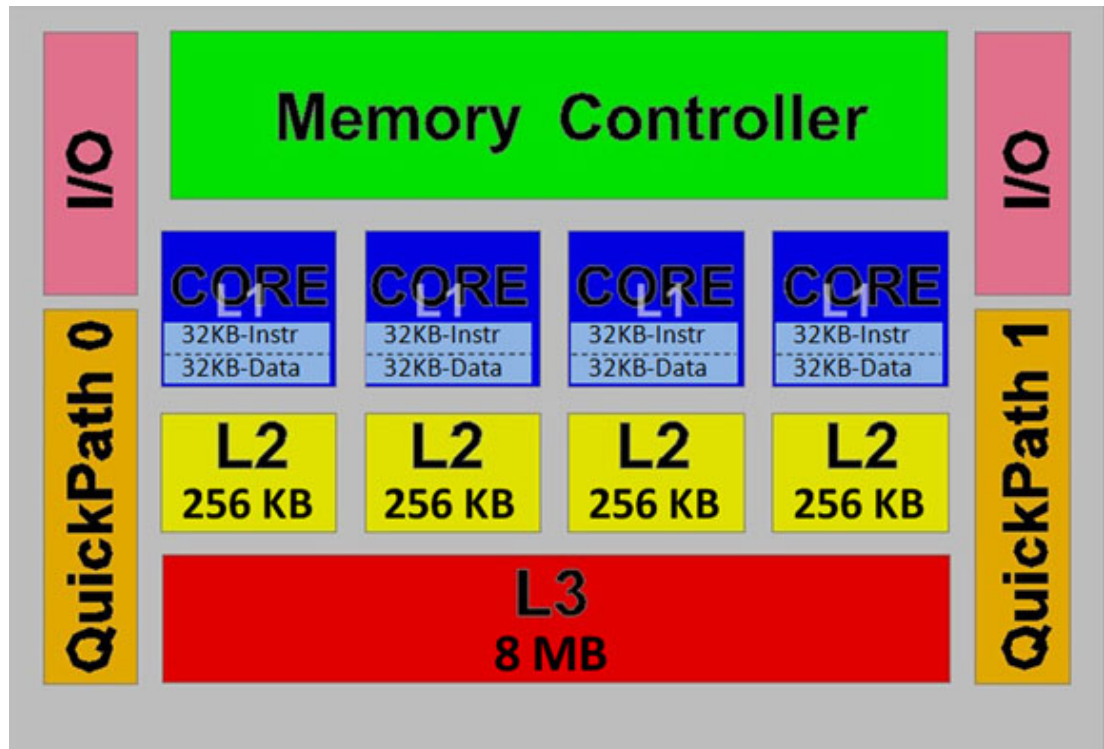 I/O
Memory Controller
I/O
CORE
L1
32KB-Instr
32KB-Data
CORE
L1
32KB-Instr
32KB-Data
CORE
L1
32KB-Instr
32KB-Data
CORE
L1
32KB-Instr
32KB-Data
QuickPath 0
L2
256 KB
L2
256 KB
L2
256 KB
L2
256 KB
QuickPath 1
L3
8 MB